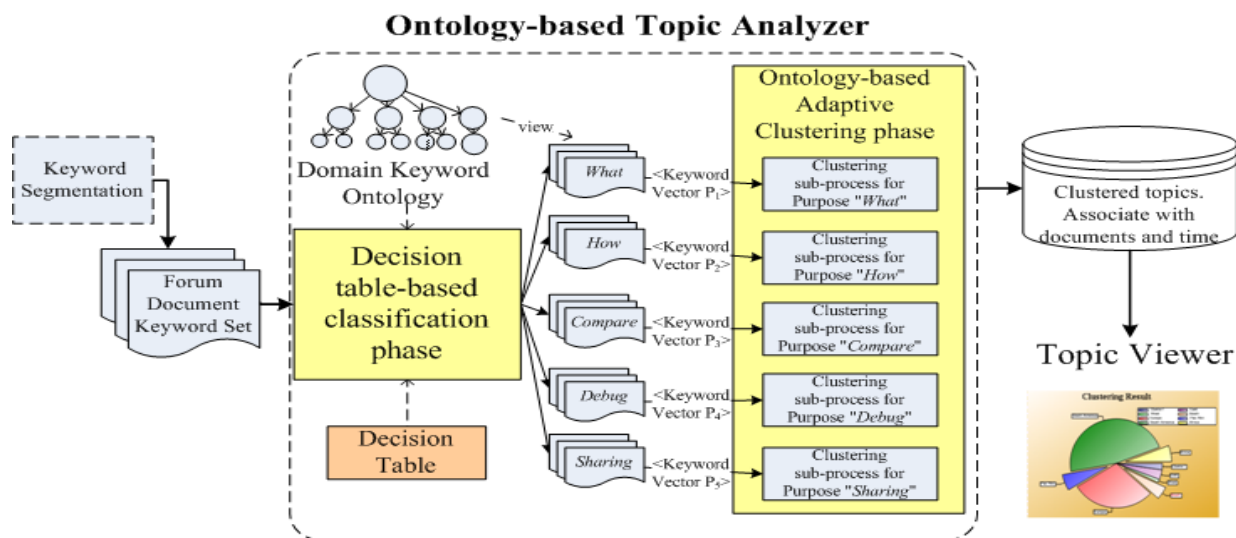 Ontology-based Topic Analyzer
Keyword
Segmentation
Forum
Document
Keyword Set
view
Domain Keyword
Ontology
Decision
table-based
classification
phase
Decision
Table
What
How
Compare
Debug
Sharing
<Keyword
Vector P₁>
<Keyword
Vector P₂>
<Keyword
Vector P₃>
<Keyword
Vector P₄>
<Keyword
Vector P₅>
Ontology-based
Adaptive
Clustering phase
Clustering
sub-process for
Purpose "What"
Clustering
sub-process for
Purpose "How"
Clustering
sub-process for
Purpose "Compare"
Clustering
sub-process for
Purpose "Debug"
Clustering
sub-process for
Purpose "Sharing"
Clustered topics.
Associate with
documents and time
Topic Viewer
Clustering Result